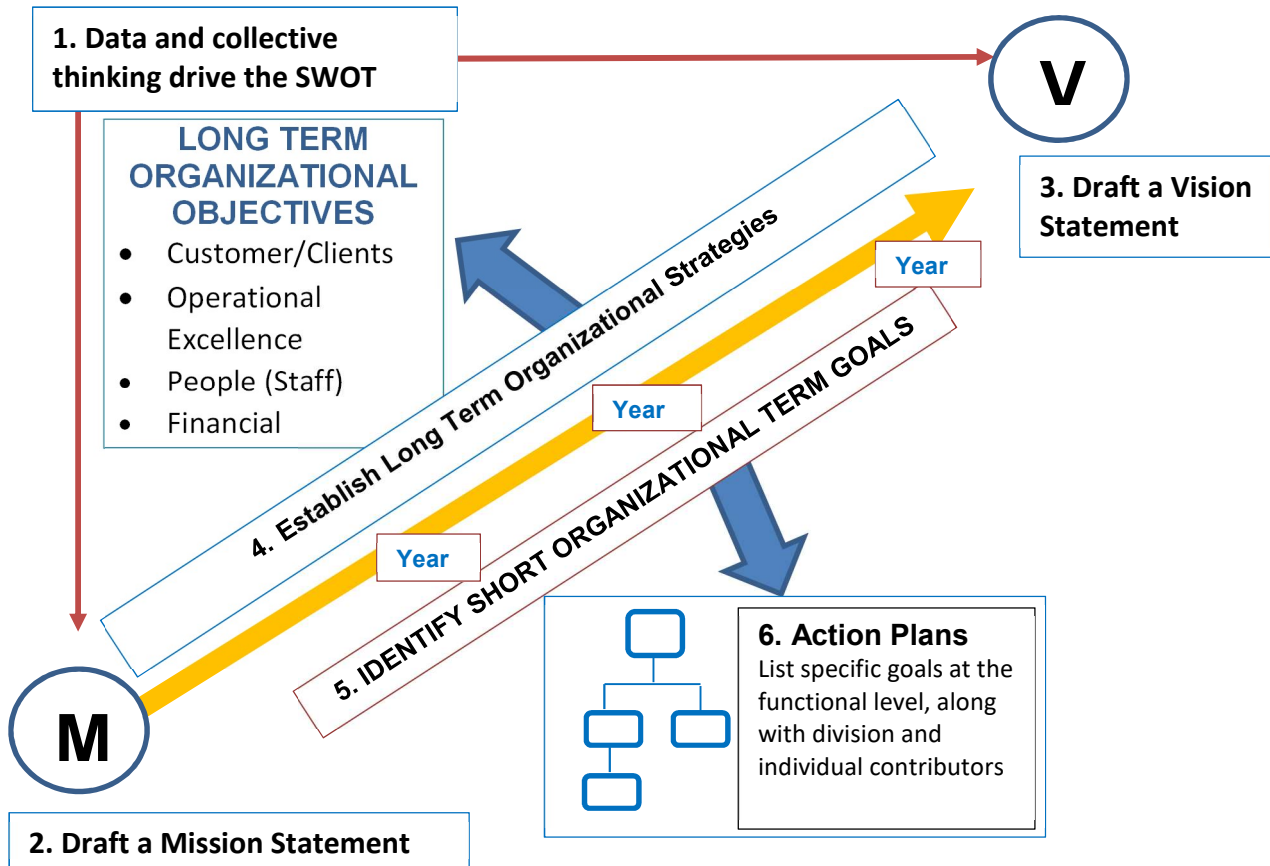 1. Data and collective
thinking drive the SWOT
V
LONG TERM
ORGANIZATIONAL
OBJECTIVES
• Customer/Clients
• Operational
Excellence
• People (Staff)
• Financial
3. Draft a Vision
Statement
4. Establish Long Term Organizational Strategies
Year
Year
Year
5. IDENTIFY SHORT ORGANIZATIONAL TERM GOALS
6. Action Plans
List specific goals at the
functional level, along
with division and
individual contributors
M
2. Draft a Mission Statement